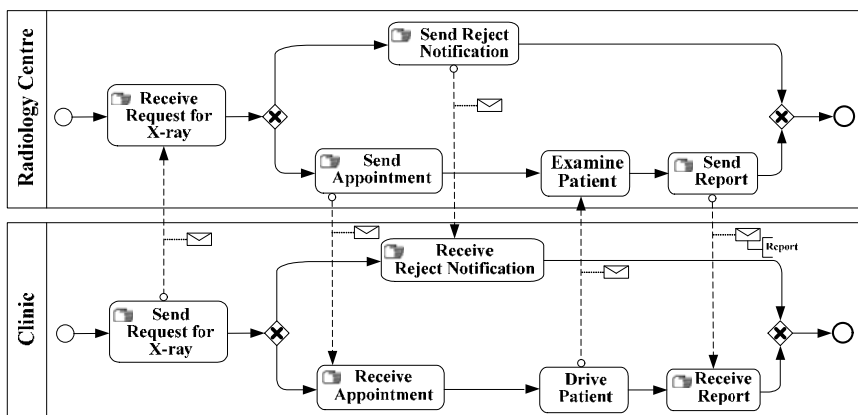 Radiology Centre
Send Reject
Notification
Receive
Request for
X-ray
Send
Appointment
Examine
Patient
Send
Report
Clinic
Receive
Reject Notification
Report
Send
Request for
X-ray
Receive
Appointment
Drive
Patient
Receive
Report